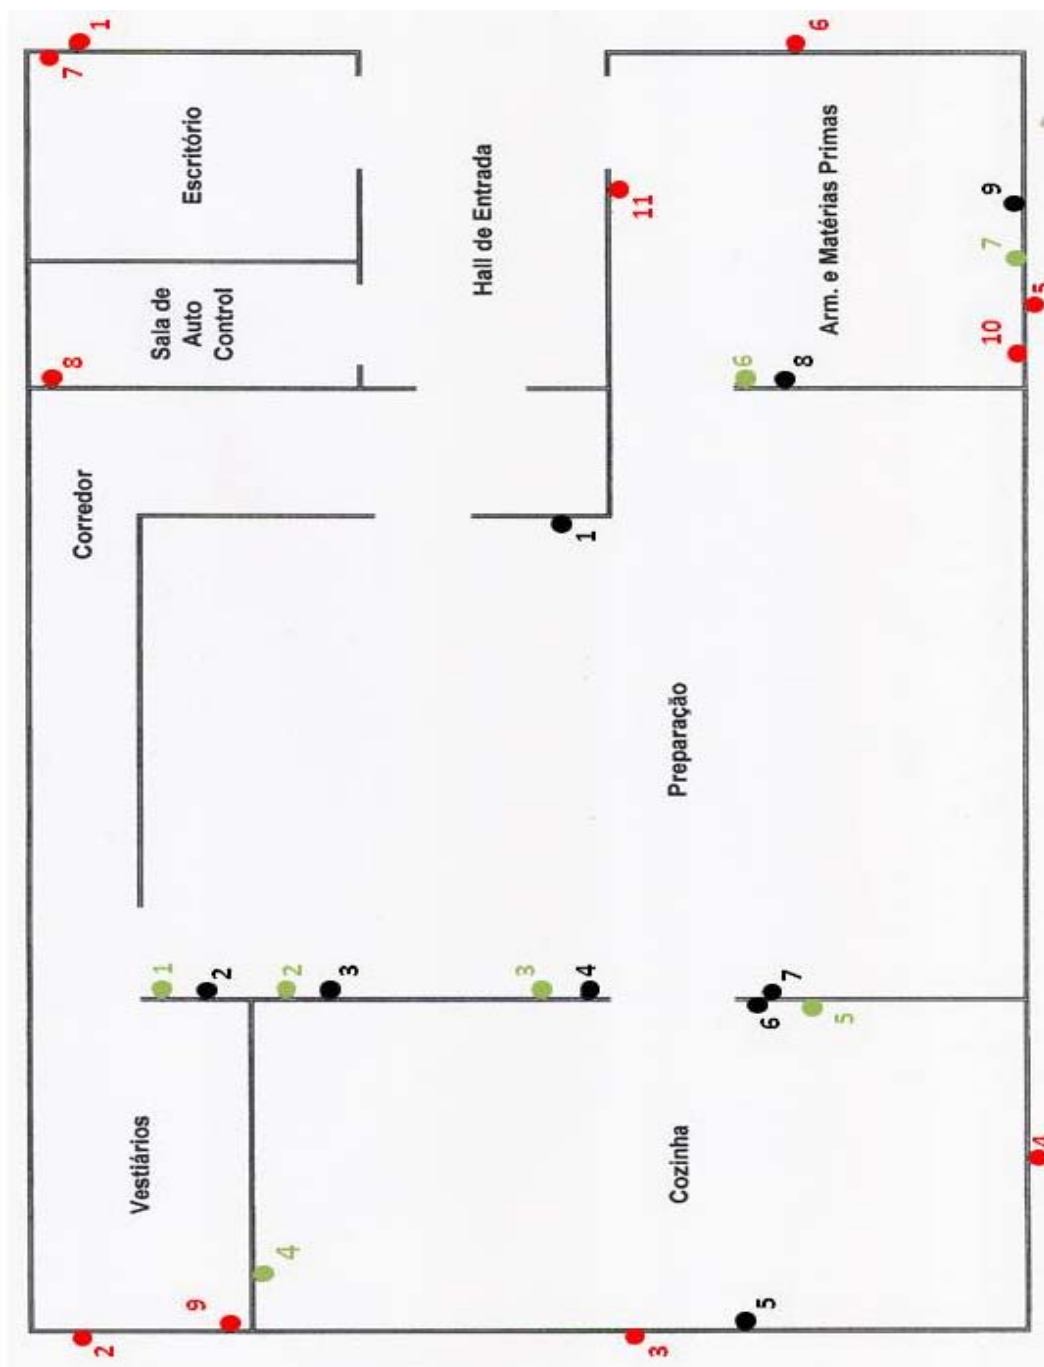 2
Corredor
8
7
1
Vestiários
1
Sala de
Auto
Control
Escritório
9
2
4
2
3
Hall de Entrada
3
1
4
11
3
Cozinha
Preparação
6
5
6
7
8
Arm. e Matérias Primas
6
5
10
7
9
4
5